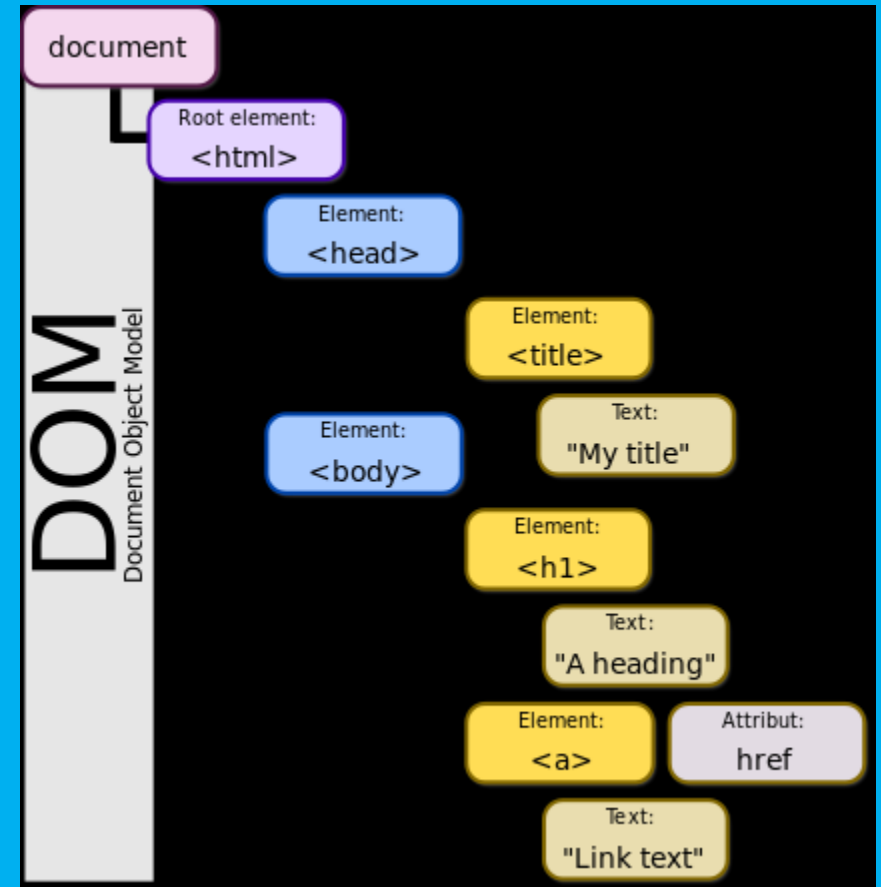 document
Root element:
<html>
Element:
<head>
Element:
<title>
Text:
"My title"
Element:
<body>
Element:
<h1>
Text:
"A heading"
Element:
<a>
Attribut:
href
Text:
"Link text"
DOM
Document Object Model